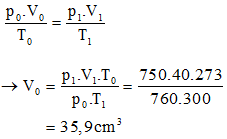 p₀.V₀/T₀ = p₁.V₁/T₁
→ V₀ = p₁.V₁.T₀/p₀.T₁ = 750.40.273/760.300
= 35,9cm³